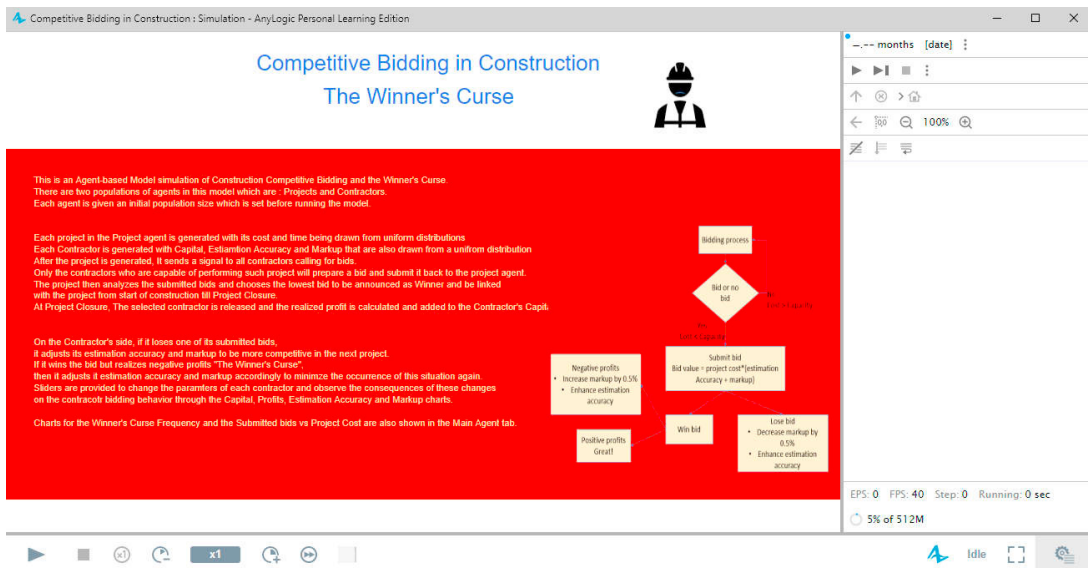 Competitive Bidding in Construction : Simulation - AnyLogic Personal Learning Edition
Competitive Bidding in Construction
The Winner's Curse
This is an Agent-based Model simulation of Construction Competitive Bidding and the Winner's Curse.
There are two populations of agents in this model which are : Projects and Contractors.
Each agent is given an initial population size which is set before running the model.
Each project in the Project agent is generated with its cost and time being drawn from uniform distributions
Each Contractor is generated with Capital, Estiamtion Accuracy and Markup that are also drawn from a unifrom distribution
After the project is generated, It sends a signal to all contractors calling for bids.
Only the contractors who are capable of performing such project will prepare a bid and submit it back to the project agent.
The project then analyzes the submitted bids and chooses the lowest bid to be announced as Winner and be linked
with the project from start of construction till Project Closure.
At Project Closure, The selected contractor is released and the realized profit is calculated and added to the Contractor's Capita
On the Contractor's side, if it loses one of its submitted bids,
it adjusts its estimation accuracy and markup to be more competitive in the next project.
If it wins the bid but realizes negative profits "The Winner's Curse",
then it adjusts it estimation accuracy and markup accordingly to minimze the occurrence of this situation again.
Sliders are provided to change the paramfers of each contractor and observe the consequences of these changes
on the contracotr bidding behavior through the Capital, Profits, Estimation Accuracy and Markup charts.
Charts for the Winner's Curse Frequency and the Submitted bids vs Project Cost are also shown in the Main Agent tab.
Bidding process
Bid or no
bid
No
Cost > Capacity
Yes
Cost < Capacity
Submit bid
Bid value = project cost*(estimation
Accuracy + markup)
Negative profits
• Increase markup by 0.5%
• Enhance estimation
accuracy
Win bid
Positive profits
Great!
Lose bid
• Decrease markup by
0.5%
• Enhance estimation
accuracy
–.–– months [date]
100%
EPS: 0 FPS: 40 Step: 0 Running: 0 sec
5% of 512M
x1
x1
Idle